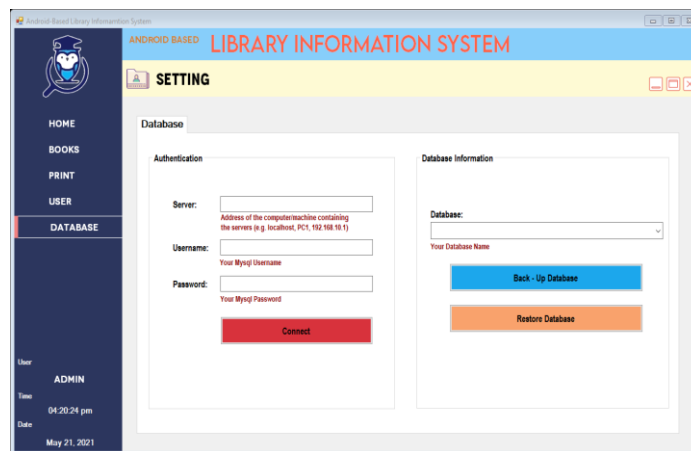 Android-Based Library Information System
ANDROID BASED LIBRARY INFORMATION SYSTEM
SETTING
HOME
BOOKS
PRINT
USER
DATABASE
User
ADMIN
Time
04:20:24 pm
Date
May 21, 2021
Database
Authentication
Server:
Address of the computer/machine containing
the servers (e.g. localhost, PC1, 192.168.10.1)
Username:
Your Mysql Username
Password:
Your Mysql Password
Connect
Database Information
Database:
Your Database Name
Back - Up Database
Restore Database